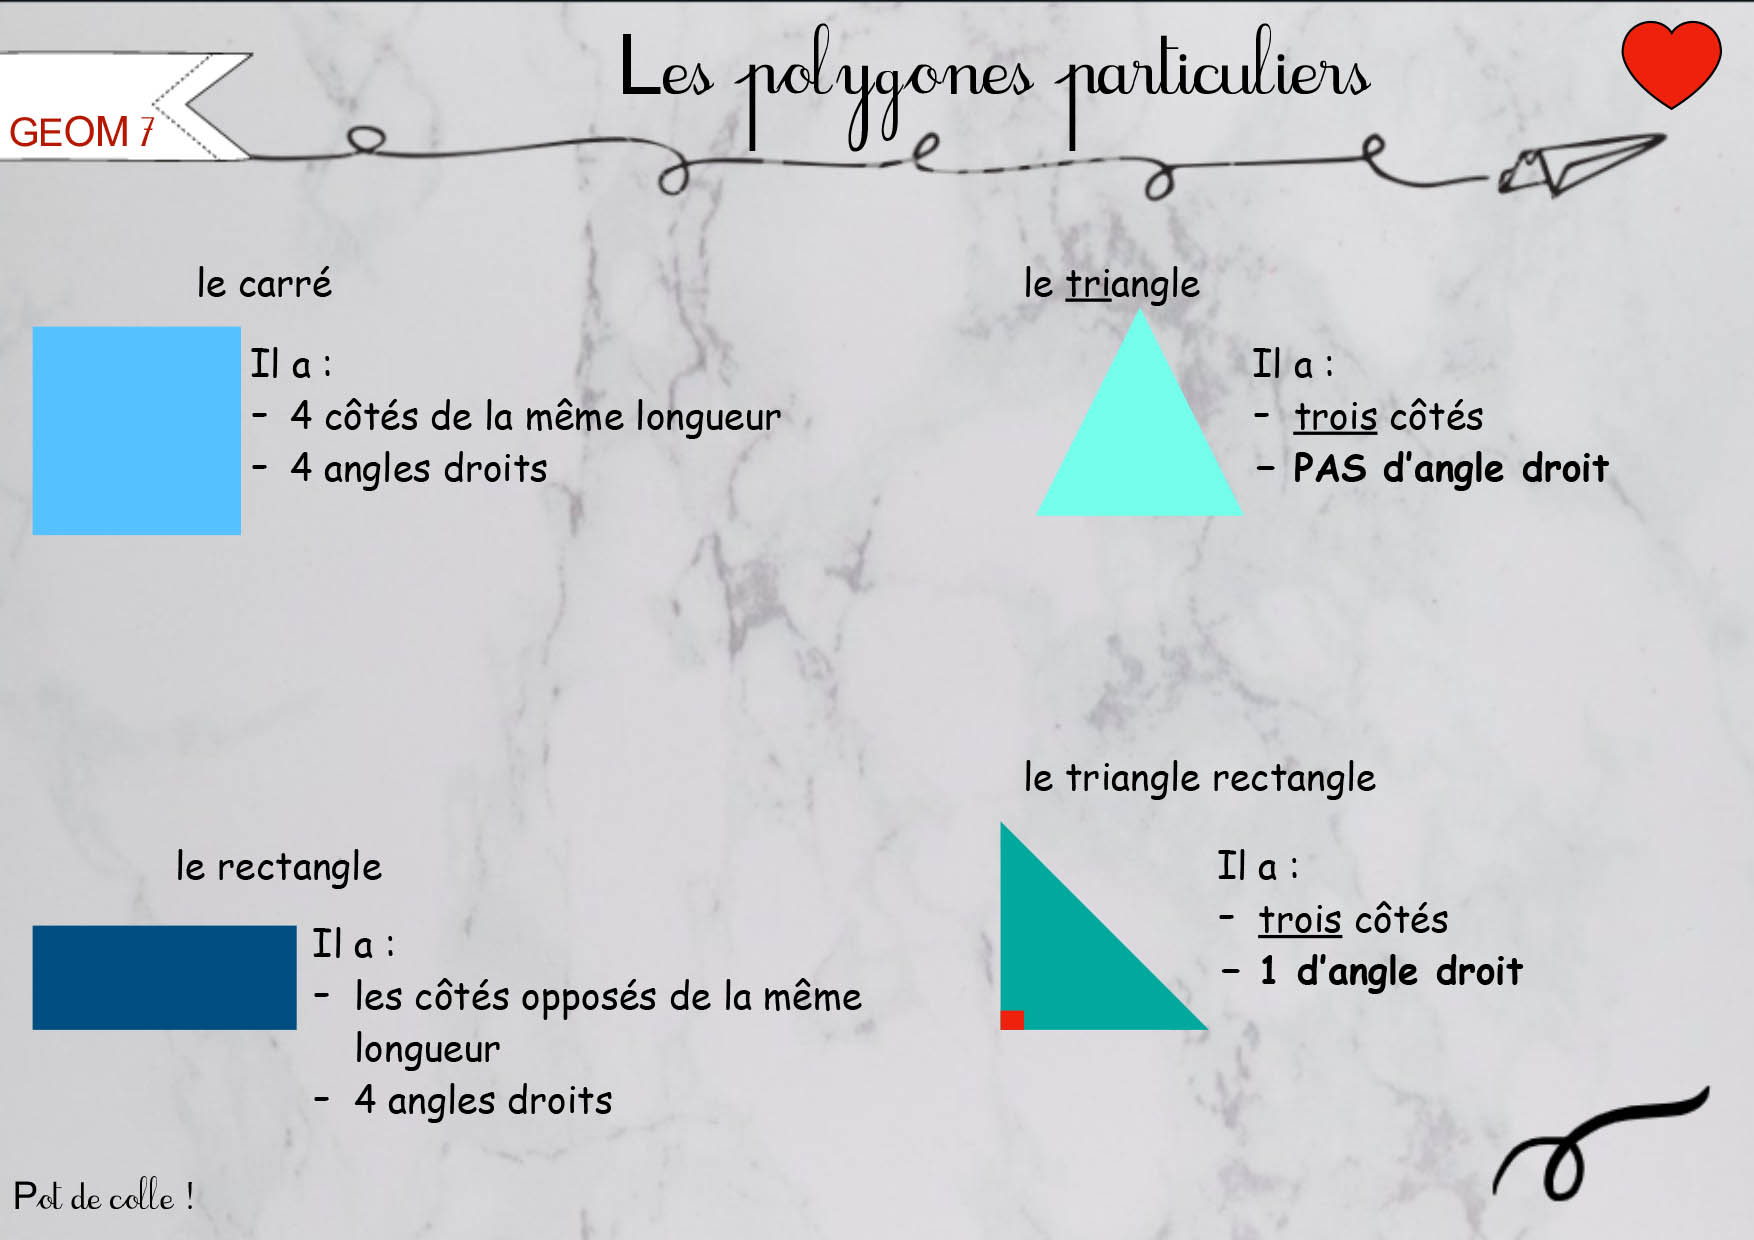 Les polygones particuliers
GEOM 7
le carré
Il a :
- 4 côtés de la même longueur
- 4 angles droits
le triangle
Il a :
- trois côtés
- PAS d'angle droit
le rectangle
Il a :
- les côtés opposés de la même
longueur
- 4 angles droits
le triangle rectangle
Il a :
- trois côtés
- 1 d'angle droit
Pot de colle !